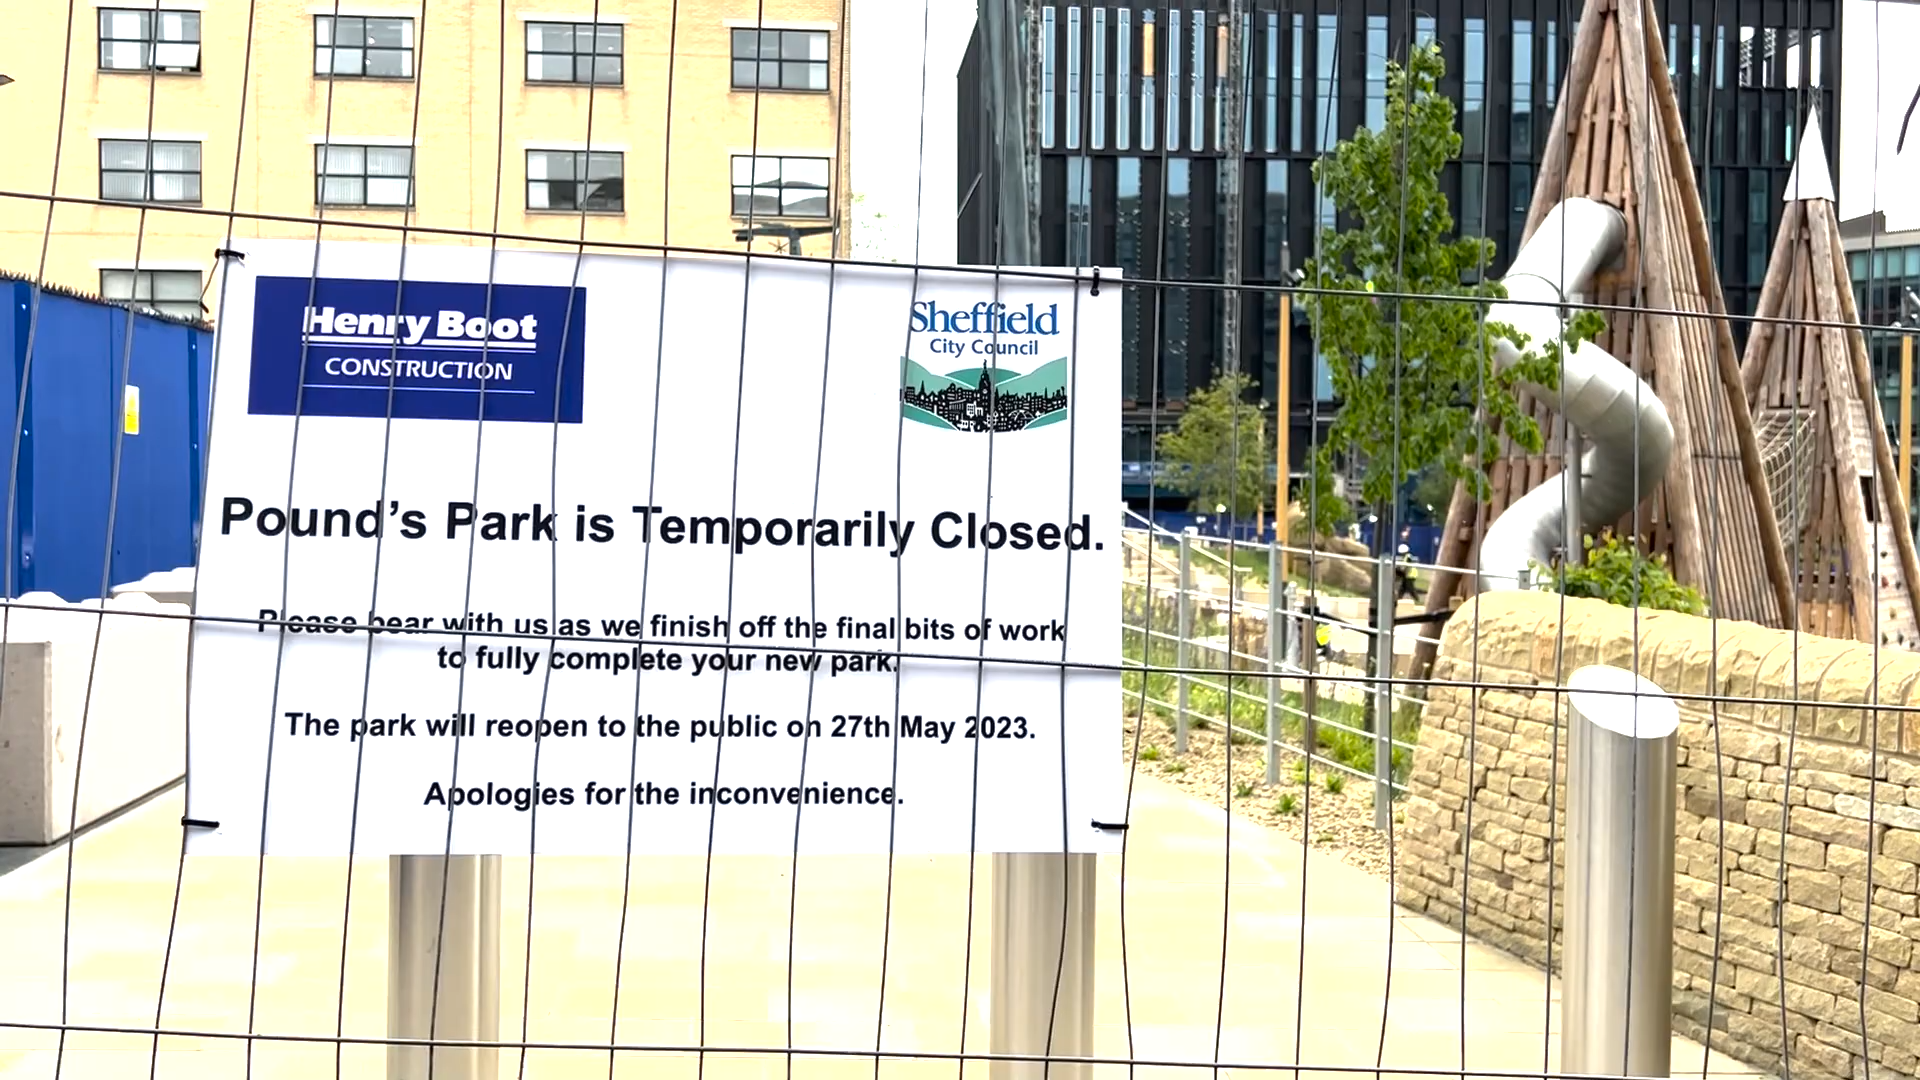 Henry Boot
CONSTRUCTION
Sheffield
City Council
Pound's Park is Temporarily Closed.
Please bear with us as we finish off the final bits of work
to fully complete your new park.
The park will reopen to the public on 27th May 2023.
Apologies for the inconvenience.